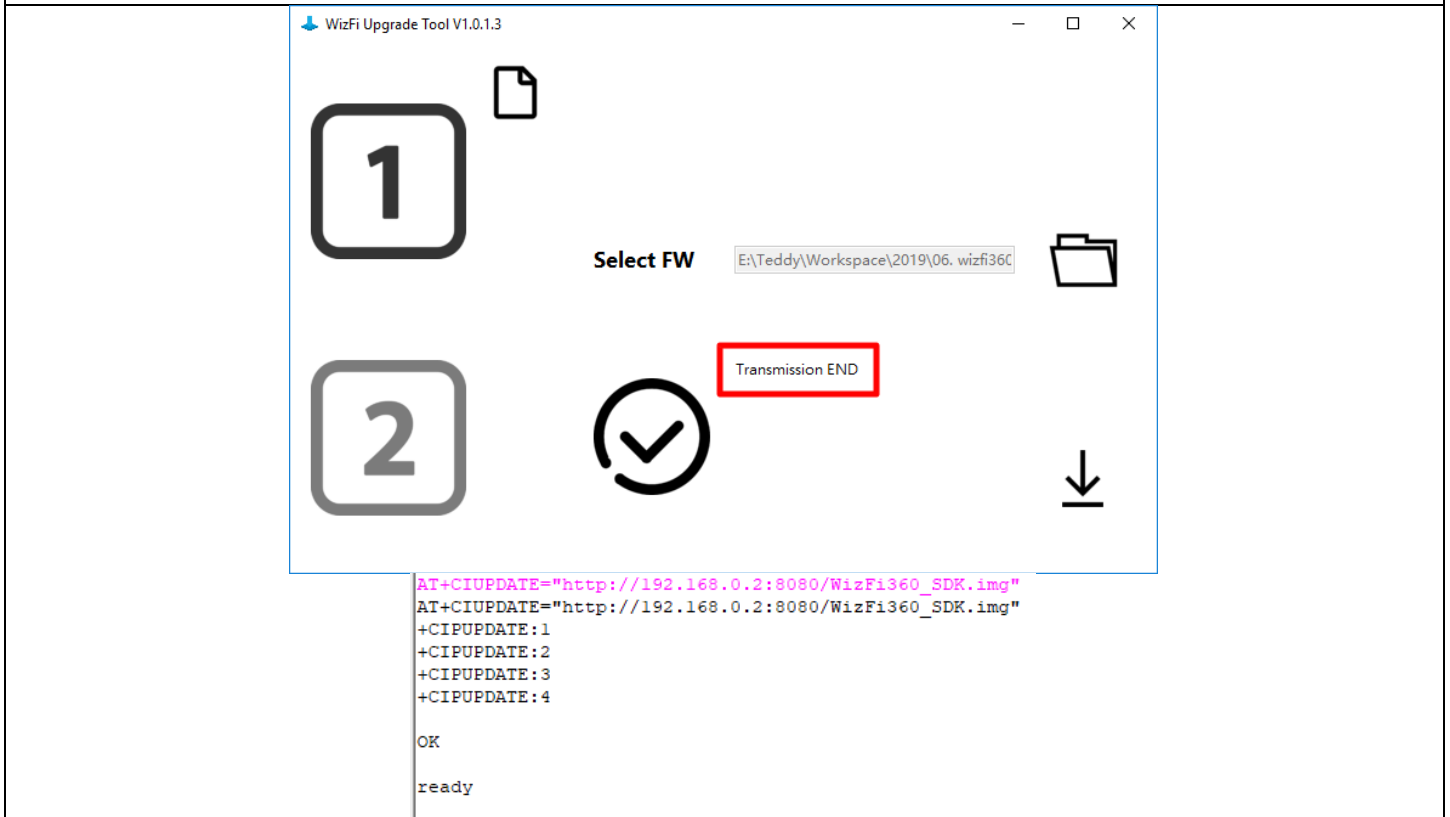 WizFi Upgrade Tool V1.0.1.3
1
Select FW
E:\Teddy\Workspace\2019\06. wizfi360
Transmission END
2
AT+CIUPDATE="http://192.168.0.2:8080/WizFi360_SDK.img"
AT+CIUPDATE="http://192.168.0.2:8080/WizFi360_SDK.img"
+CIPUPDATE:1
+CIPUPDATE:2
+CIPUPDATE:3
+CIPUPDATE:4
OK
ready